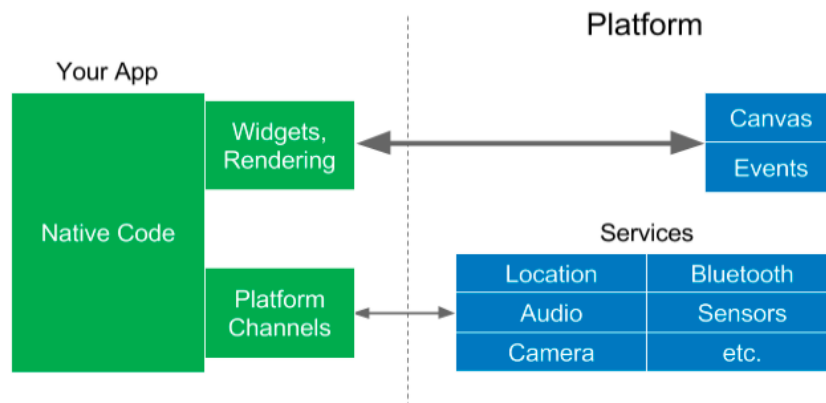 Platform
Your App
Widgets,
Rendering
Canvas
Events
Native Code
Services
Platform
Channels
Location
Bluetooth
Audio
Sensors
Camera
etc.